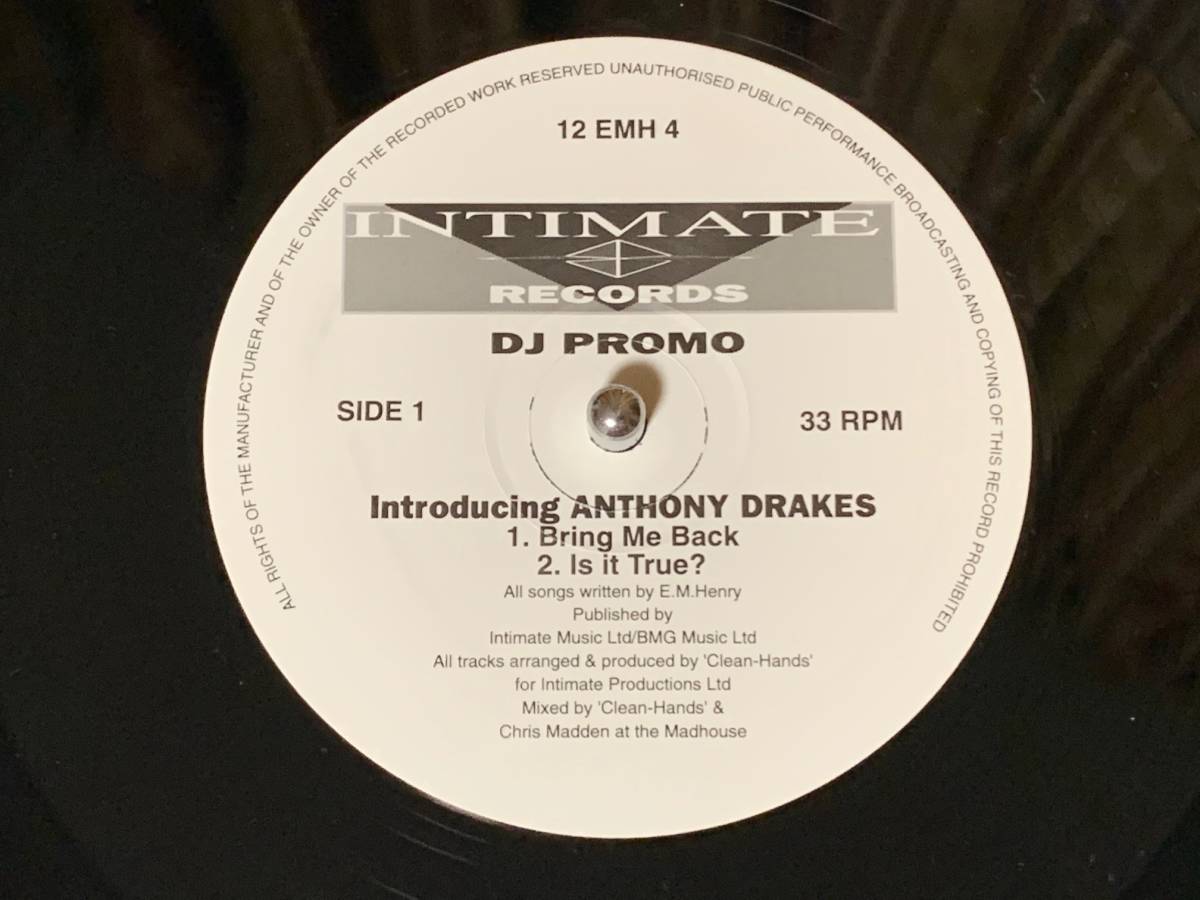 ALL RIGHTS OF THE MANUFACTURER AND OF THE OWNER OF THE RECORDED WORK RESERVED UNAUTHORISED PUBLIC PERFORMANCE BROADCASTING AND COPYING OF THIS RECORD PROHIBITED
12 EMH 4
INTIMATE
RECORDS
DJ PROMO
SIDE 1
33 RPM
Introducing ANTHONY DRAKES
1. Bring Me Back
2. Is it True?
All songs written by E.M.Henry
Published by
Intimate Music Ltd/BMG Music Ltd
All tracks arranged & produced by 'Clean-Hands'
for Intimate Productions Ltd
Mixed by 'Clean-Hands' &
Chris Madden at the Madhouse